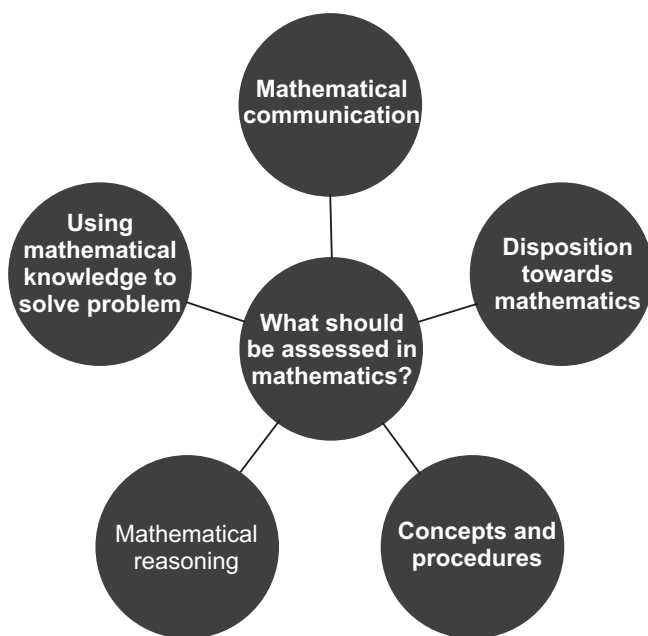 Mathematical
communication
Using
mathematical
knowledge to
solve problem
Disposition
towards
mathematics
What should
be assessed in
mathematics?
Mathematical
reasoning
Concepts and
procedures